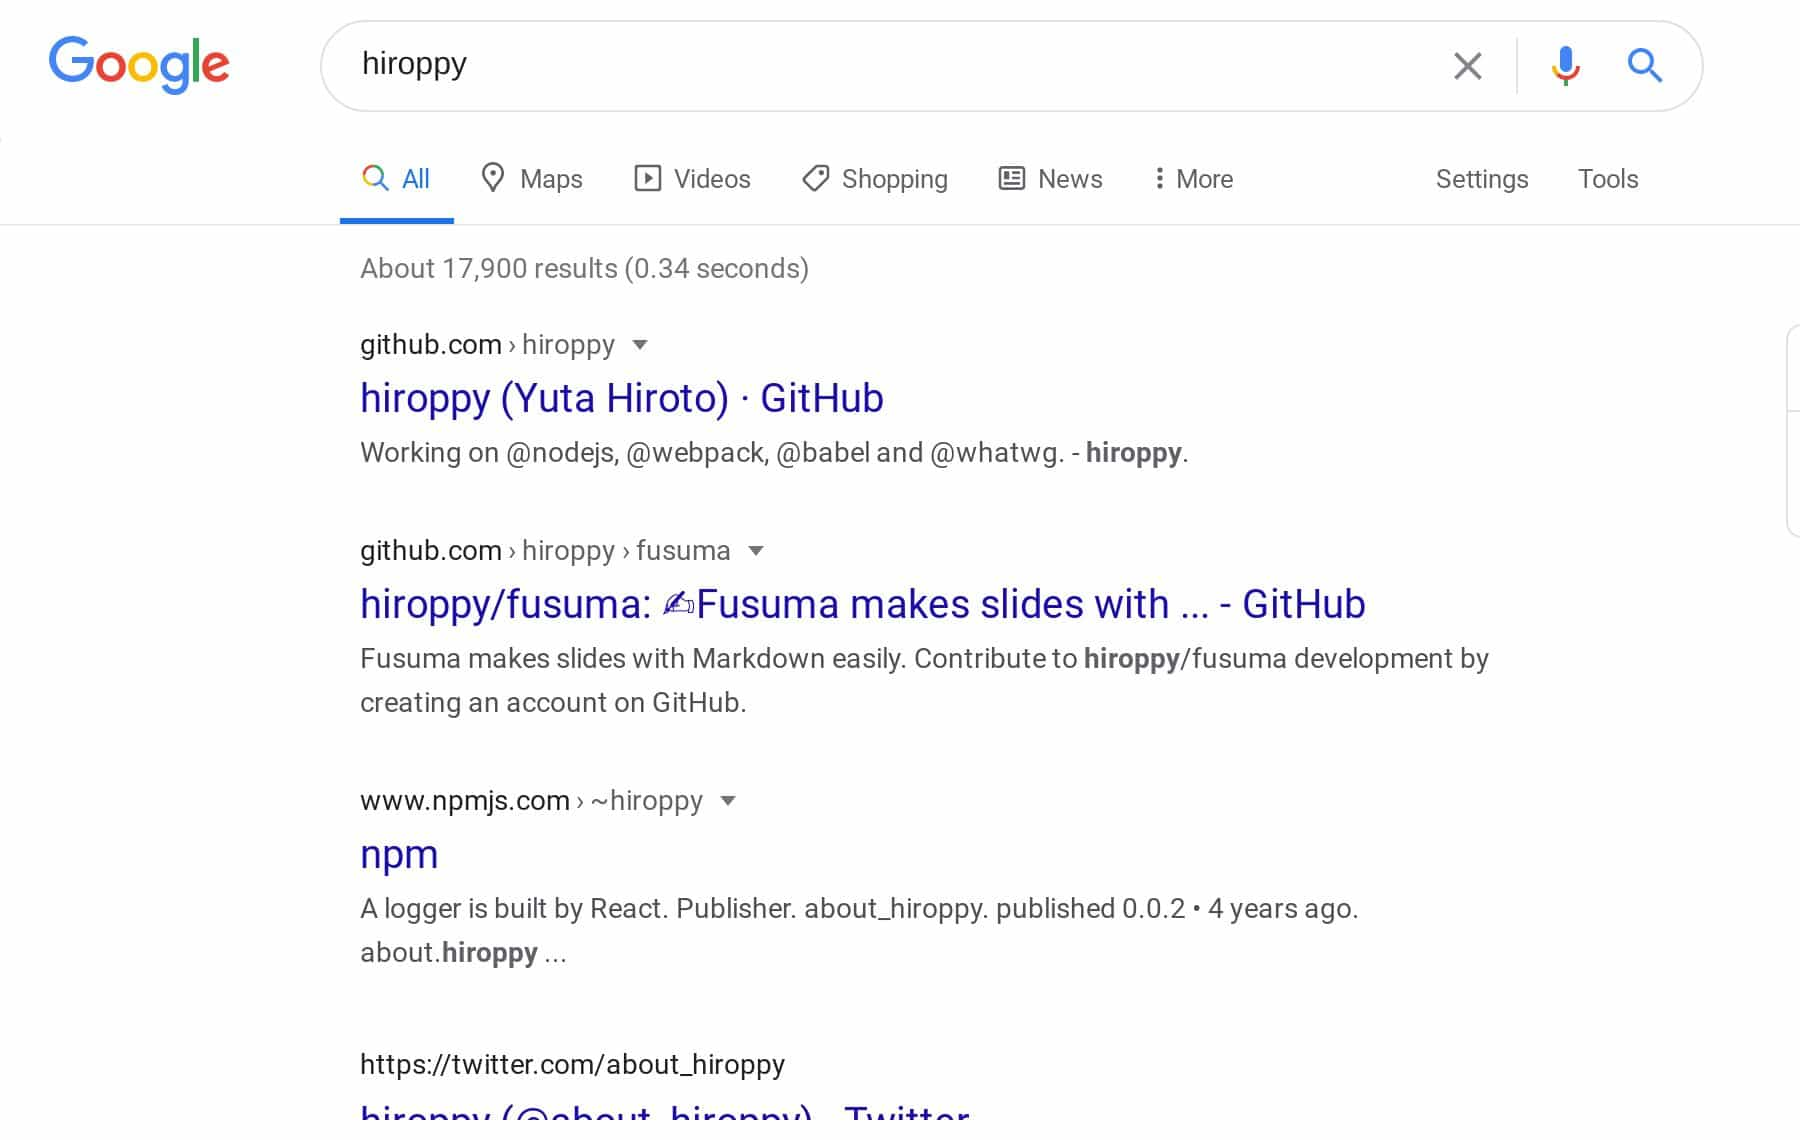 Google
hiroppy
All Maps Videos Shopping News More Settings Tools
About 17,900 results (0.34 seconds)
github.com › hiroppy
hiroppy (Yuta Hiroto) · GitHub
Working on @nodejs, @webpack, @babel and @whatwg. - hiroppy.
github.com › hiroppy › fusuma
hiroppy/fusuma: ✍Fusuma makes slides with ... - GitHub
Fusuma makes slides with Markdown easily. Contribute to hiroppy/fusuma development by
creating an account on GitHub.
www.npmjs.com › ~hiroppy
npm
A logger is built by React. Publisher. about_hiroppy. published 0.0.2 • 4 years ago.
about.hiroppy ...
https://twitter.com/about_hiroppy
hiroppy (@about_hiroppy) - Twitter